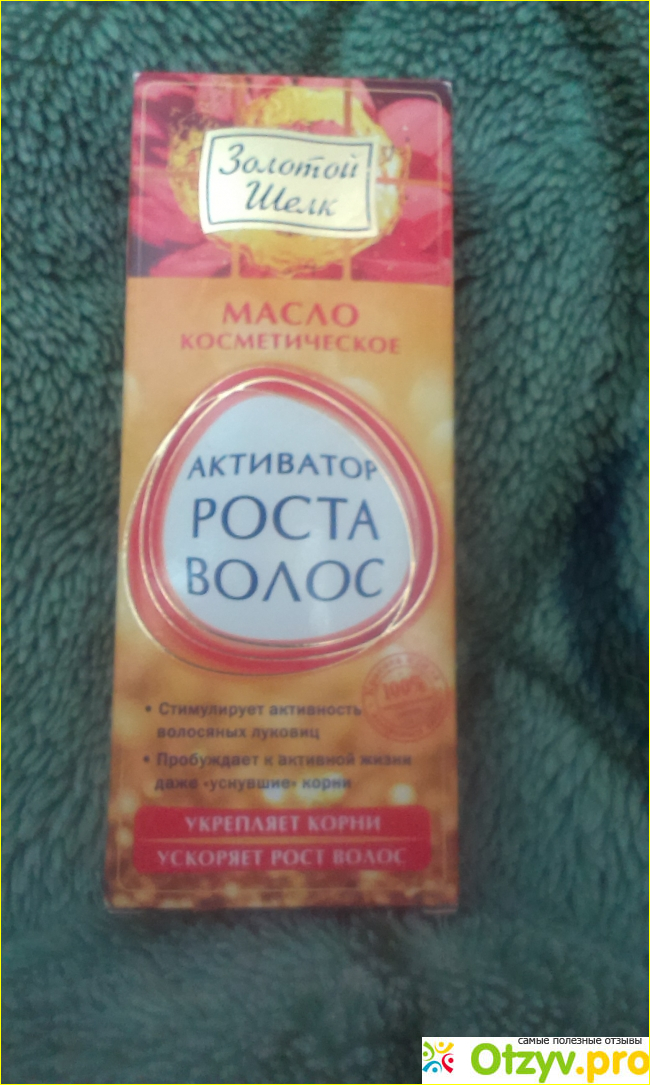 Золотой
Шелк
МАСЛО
КОСМЕТИЧЕСКОЕ
АКТИВАТОР
РОСТА
ВОЛОС
100%
• Стимулирует активность
волосяных луковиц
• Пробуждает к активной жизни
даже «уснувшие» корни
УКРЕПЛЯЕТ КОРНИ
УСКОРЯЕТ РОСТ ВОЛОС
самые полезные отзывы
Otzyv.pro